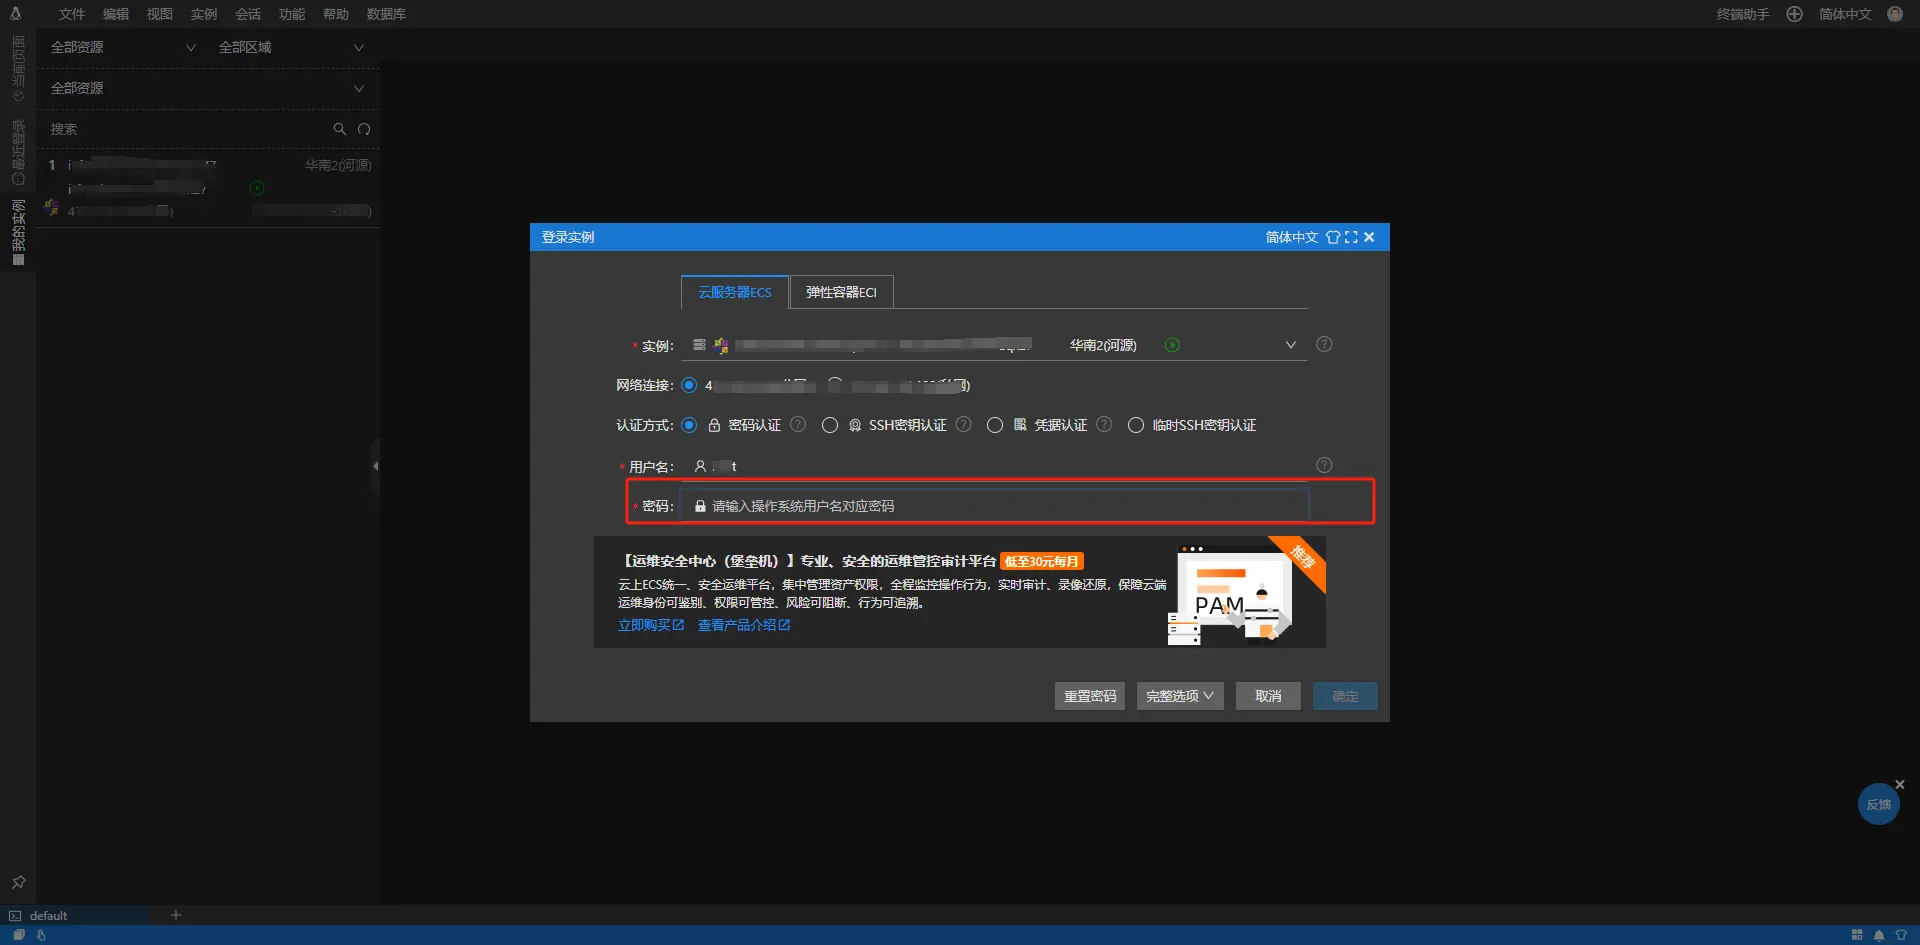 文件 编辑 视图 实例 会话 功能 帮助 数据库
终端助手 简体中文
当前页面
最近登录
我的实例
全部资源 全部区域
全部资源
搜索
1 华南2(河源)
登录实例 简体中文
云服务器ECS 弹性容器ECI
* 实例: 华南2(河源)
网络连接: 4
认证方式: 密码认证 SSH密钥认证 凭据认证 临时SSH密钥认证
* 用户名:
* 密码: 请输入操作系统用户名对应密码
【运维安全中心（堡垒机）】专业、安全的运维管控审计平台 低至30元每月
云上ECS统一、安全运维平台，集中管理资产权限，全程监控操作行为，实时审计、录像还原，保障云端
运维身份可鉴别、权限可管控、风险可阻断、行为可追溯。
立即购买 查看产品介绍
推荐
PAM
重置密码 完整选项 取消 确定
反馈
default